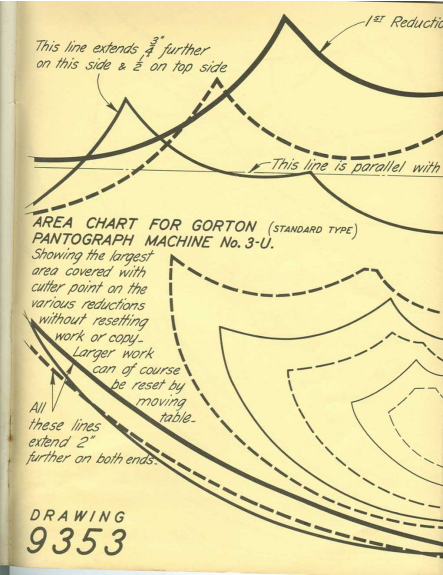 1ST Reductio
This line extends 3/4" further
on this side & 1/2 on top side
This line is parallel with
AREA CHART FOR GORTON (STANDARD TYPE)
PANTOGRAPH MACHINE No. 3-U.
Showing the largest
area covered with
cutter point on the
various reductions
without resetting
work or copy_
Larger work
can of course
be reset by
moving
table_
All
these lines
extend 2"
further on both ends.
DRAWING
9353